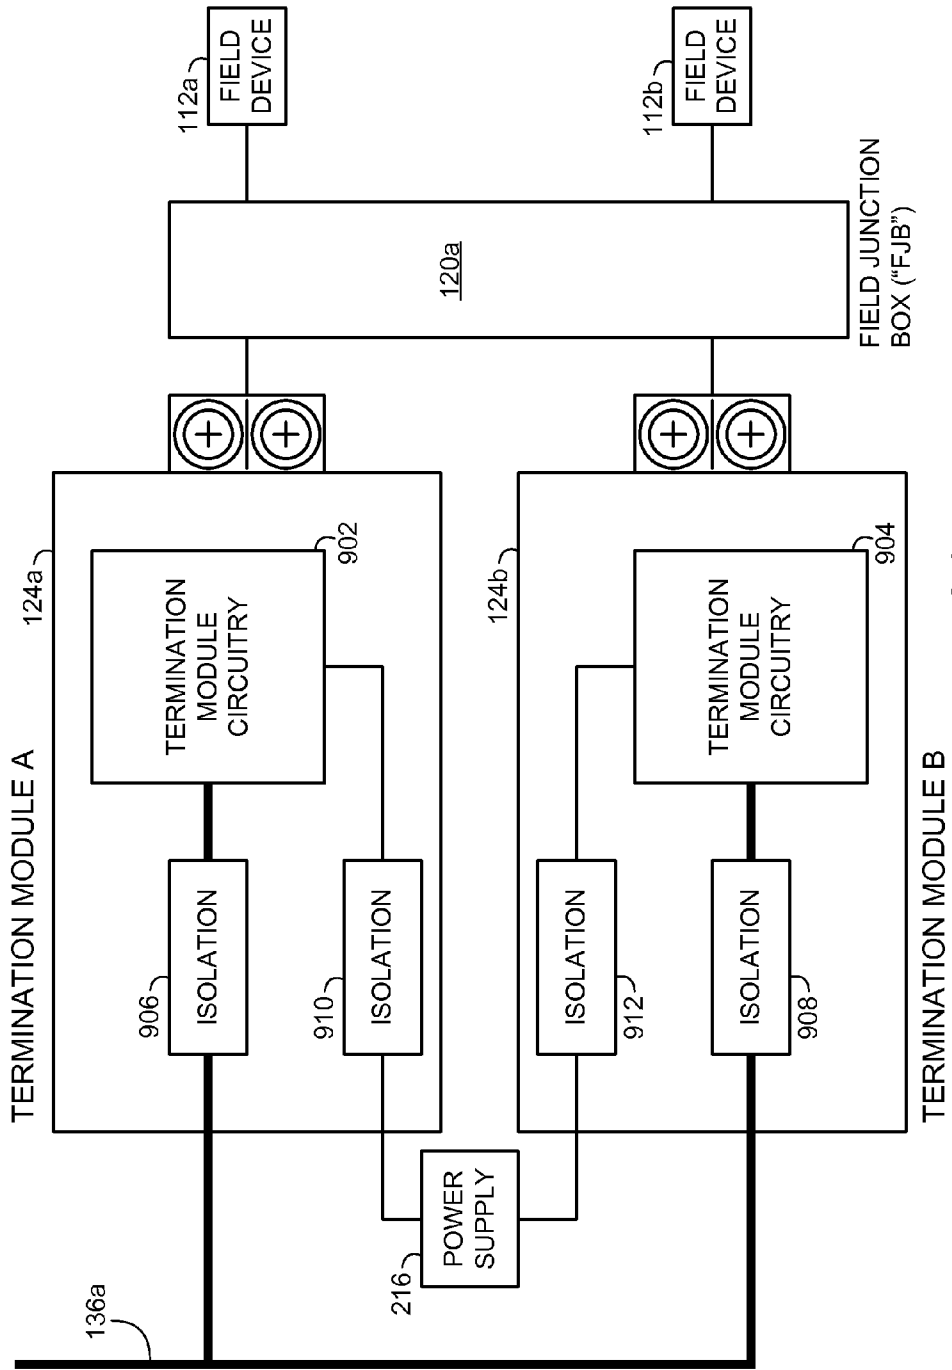 TERMINATION MODULE A
124a
902
TERMINATION
MODULE
CIRCUITRY
906
ISOLATION
910
ISOLATION
136a
216
POWER
SUPPLY
112a
FIELD
DEVICE
120a
FIELD JUNCTION
BOX (“FJB”)
112b
FIELD
DEVICE
124b
904
TERMINATION
MODULE
CIRCUITRY
912
ISOLATION
908
ISOLATION
TERMINATION MODULE B